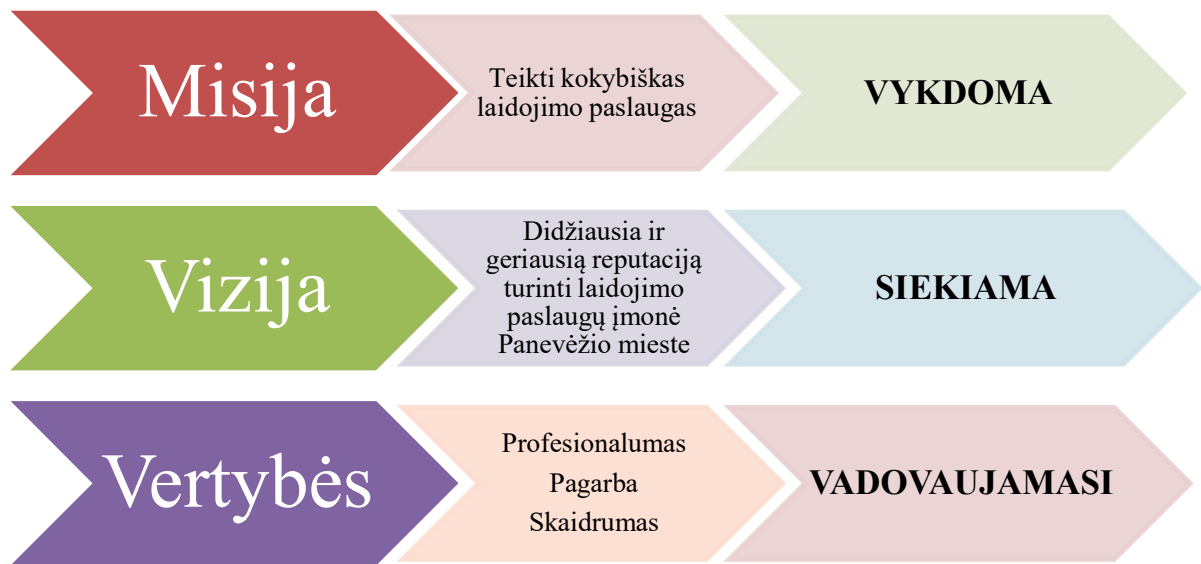 Misija
Teikti kokybiškas
laidojimo paslaugas
VYKDOMA
Vizija
Didžiausia ir
geriausią reputaciją
turinti laidojimo
paslaugų įmonė
Panevėžio mieste
SIEKIAMA
Vertybės
Profesionalumas
Pagarba
Skaidrumas
VADOVAUJAMASI